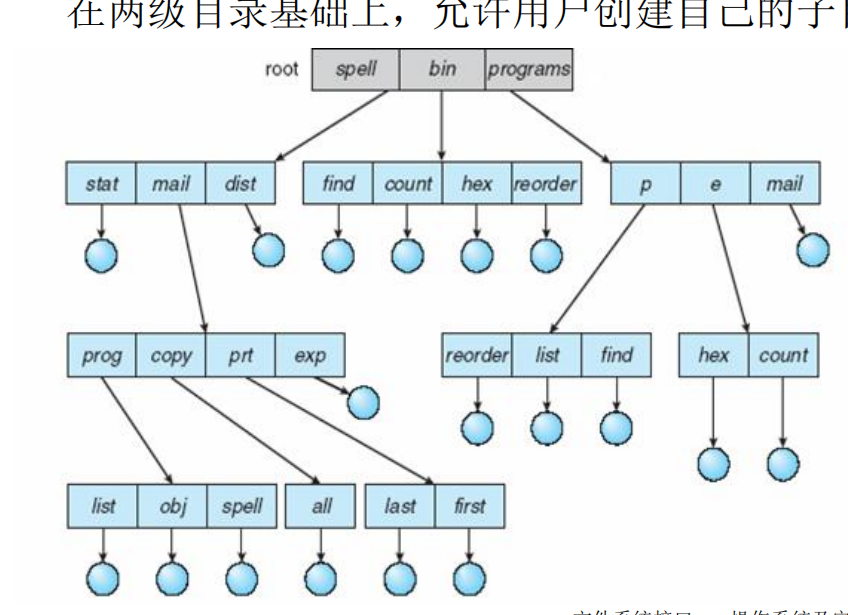 在两级目录基础上，允许用户创建自己的子
root spell bin programs
stat mail dist find count hex reorder p e mail
prog copy prt exp reorder list find hex count
list obj spell all last first